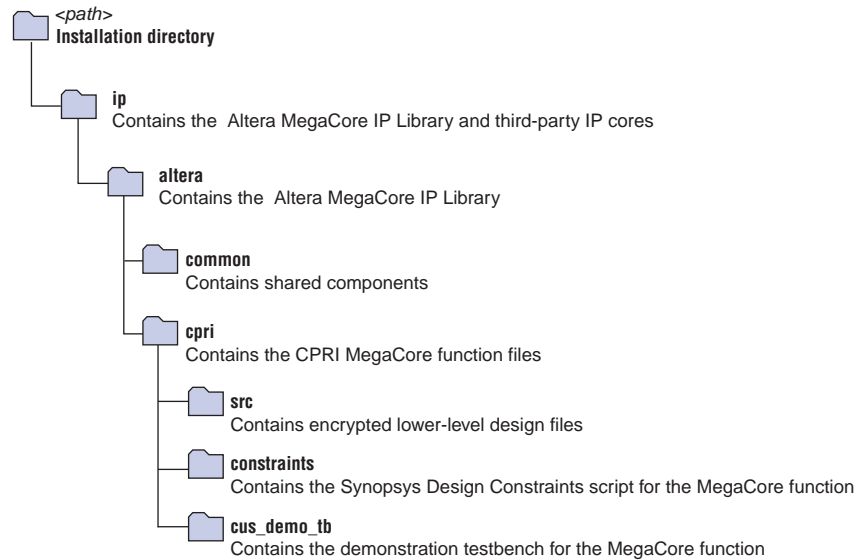 <path>
Installation directory
ip
Contains the Altera MegaCore IP Library and third-party IP cores
altera
Contains the Altera MegaCore IP Library
common
Contains shared components
cpri
Contains the CPRI MegaCore function files
src
Contains encrypted lower-level design files
constraints
Contains the Synopsys Design Constraints script for the MegaCore function
cus_demo_tb
Contains the demonstration testbench for the MegaCore function